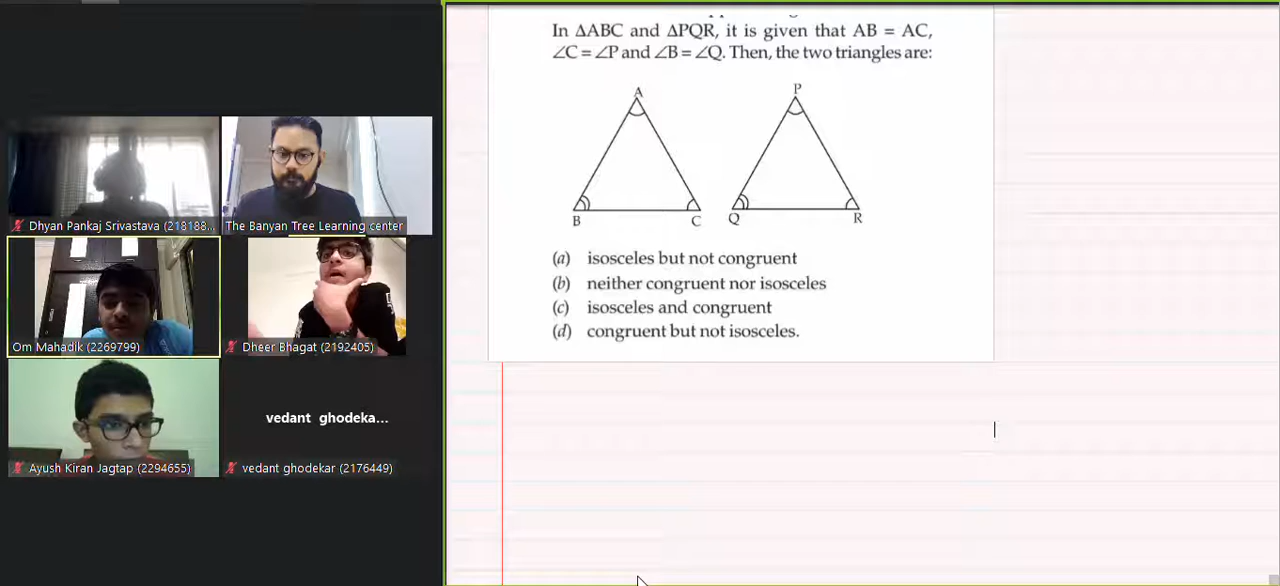 In ΔABC and ΔPQR, it is given that AB = AC,
∠C = ∠P and ∠B = ∠Q. Then, the two triangles are:
A
P
B
C
Q
R
(a) isosceles but not congruent
(b) neither congruent nor isosceles
(c) isosceles and congruent
(d) congruent but not isosceles.
Dhyan Pankaj Srivastava (218188...
The Banyan Tree Learning center
Om Mahadik (2269799)
Dheer Bhagat (2192405)
vedant ghodeka...
Ayush Kiran Jagtap (2294655)
vedant ghodekar (2176449)